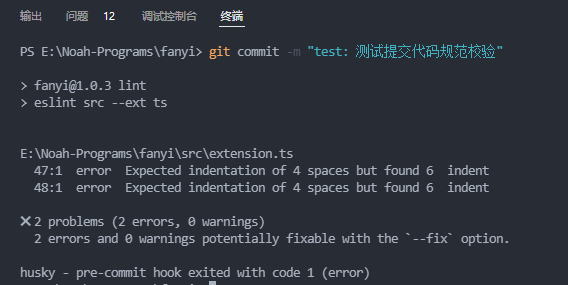 输出 问题 12 调试控制台 终端
PS E:\Noah-Programs\fanyi> git commit -m "test: 测试提交代码规范校验"
> fanyi@1.0.3 lint
> eslint src --ext ts
E:\Noah-Programs\fanyi\src\extension.ts
47:1 error Expected indentation of 4 spaces but found 6 indent
48:1 error Expected indentation of 4 spaces but found 6 indent
✖ 2 problems (2 errors, 0 warnings)
2 errors and 0 warnings potentially fixable with the `--fix` option.
husky - pre-commit hook exited with code 1 (error)